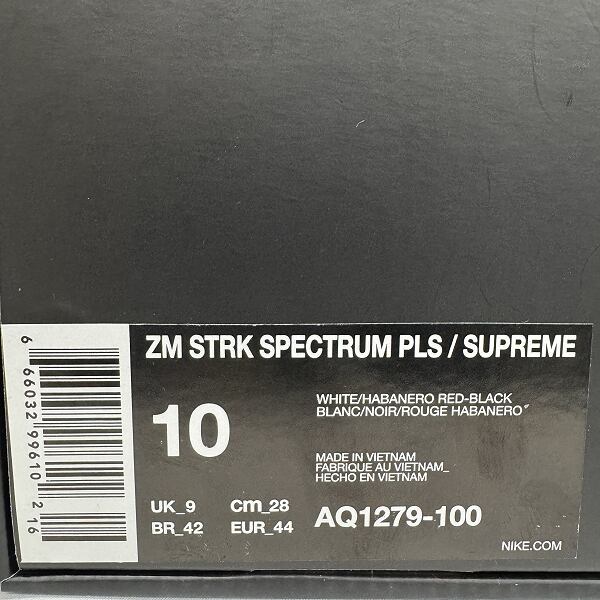 ZM STRK SPECTRUM PLS / SUPREME
10
WHITE/HABANERO RED-BLACK
BLANC/NOIR/ROUGE HABANERO
MADE IN VIETNAM
FABRIQUE AU VIETNAM_
HECHO EN VIETNAM
UK_9 Cm_28
BR_42 EUR_44
AQ1279-100
NIKE.COM
6 66032 99610 2 16